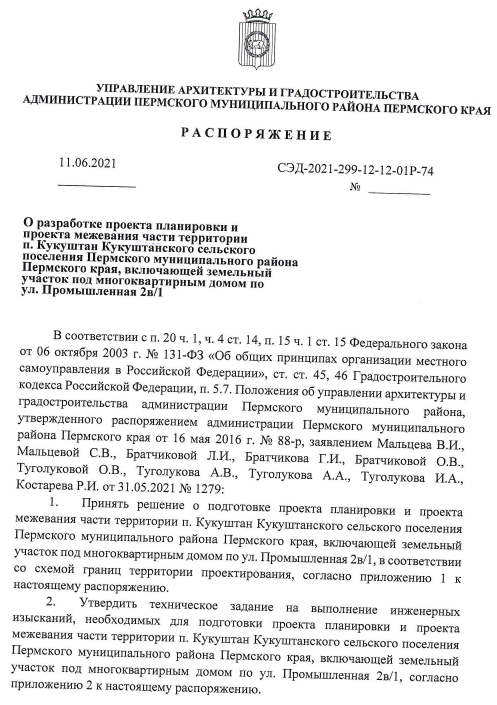 УПРАВЛЕНИЕ АРХИТЕКТУРЫ И ГРАДОСТРОИТЕЛЬСТВА
АДМИНИСТРАЦИИ ПЕРМСКОГО МУНИЦИПАЛЬНОГО РАЙОНА ПЕРМСКОГО КРАЯ
РАСПОРЯЖЕНИЕ
11.06.2021
СЭД-2021-299-12-12-01Р-74
№
О разработке проекта планировки и
проекта межевания части территории
п. Кукуштан Кукуштанского сельского
поселения Пермского муниципального района
Пермского края, включающей земельный
участок под многоквартирным домом по
ул. Промышленная 2в/1
В соответствии с п. 20 ч. 1, ч. 4 ст. 14, п. 15 ч. 1 ст. 15 Федерального закона
от 06 октября 2003 г. № 131-ФЗ «Об общих принципах организации местного
самоуправления в Российской Федерации», ст. ст. 45, 46 Градостроительного
кодекса Российской Федерации, п. 5.7. Положения об управлении архитектуры и
градостроительства администрации Пермского муниципального района,
утвержденного распоряжением администрации Пермского муниципального
района Пермского края от 16 мая 2016 г. № 88-р, заявлением Мальцева В.И.,
Мальцевой С.В., Братчиковой Л.И., Братчикова Г.И., Братчиковой О.В.,
Туголуковой О.В., Туголукова А.В., Туголукова А.А., Туголукова И.А.,
Костарева Р.И. от 31.05.2021 № 1279:
1. Принять решение о подготовке проекта планировки и проекта
межевания части территории п. Кукуштан Кукуштанского сельского поселения
Пермского муниципального района Пермского края, включающей земельный
участок под многоквартирным домом по ул. Промышленная 2в/1, в соответствии
со схемой границ территории проектирования, согласно приложению 1 к
настоящему распоряжению.
2. Утвердить техническое задание на выполнение инженерных
изысканий, необходимых для подготовки проекта планировки и проекта
межевания части территории п. Кукуштан Кукуштанского сельского поселения
Пермского муниципального района Пермского края, включающей земельный
участок под многоквартирным домом по ул. Промышленная 2в/1, согласно
приложению 2 к настоящему распоряжению.